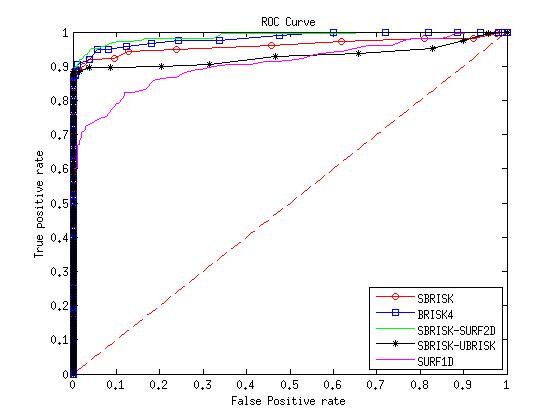 ROC Curve
True positive rate
1
0.9
0.8
0.7
0.6
0.5
0.4
0.3
0.2
0.1
0
0
0.1
0.2
0.3
0.4
0.5
0.6
0.7
0.8
0.9
1
False Positive rate
SBRISK
BRISK4
SBRISK-SURF2D
SBRISK-UBRISK
SURF1D